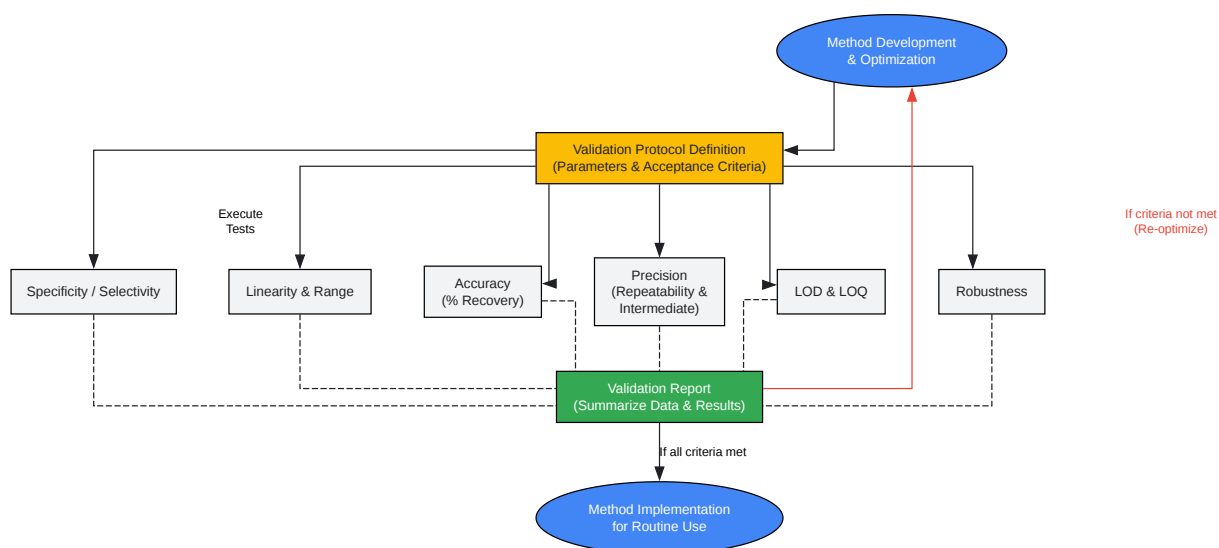 Method Development
& Optimization
Validation Protocol Definition
(Parameters & Acceptance Criteria)
Execute
Tests
If criteria not met
(Re-optimize)
Specificity / Selectivity
Linearity & Range
Accuracy
(% Recovery)
Precision
(Repeatability &
Intermediate)
LOD & LOQ
Robustness
Validation Report
(Summarize Data & Results)
If all criteria met
Method Implementation
for Routine Use